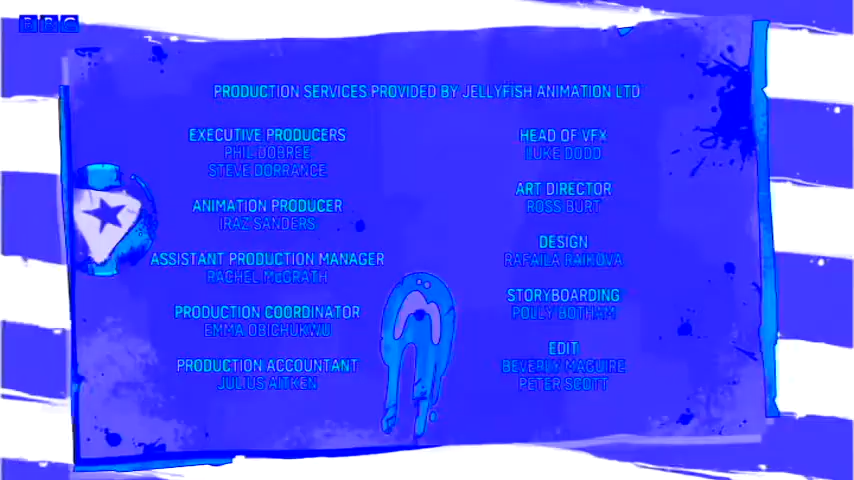 BBC
PRODUCTION SERVICES PROVIDED BY JELLYFISH ANIMATION LTD
EXECUTIVE PRODUCERS
PHIL DOBREE
STEVE DORRANCE
ANIMATION PRODUCER
IRAZ SANDERS
ASSISTANT PRODUCTION MANAGER
RACHEL McGRATH
PRODUCTION COORDINATOR
EMMA OBICHUKWU
PRODUCTION ACCOUNTANT
JULIUS AITKEN
HEAD OF VFX
LUKE DODD
ART DIRECTOR
ROSS BURT
DESIGN
RAFAILA RAIKOVA
STORYBOARDING
POLLY BOTHAM
EDIT
BEVERLY MAGUIRE
PETER SCOTT